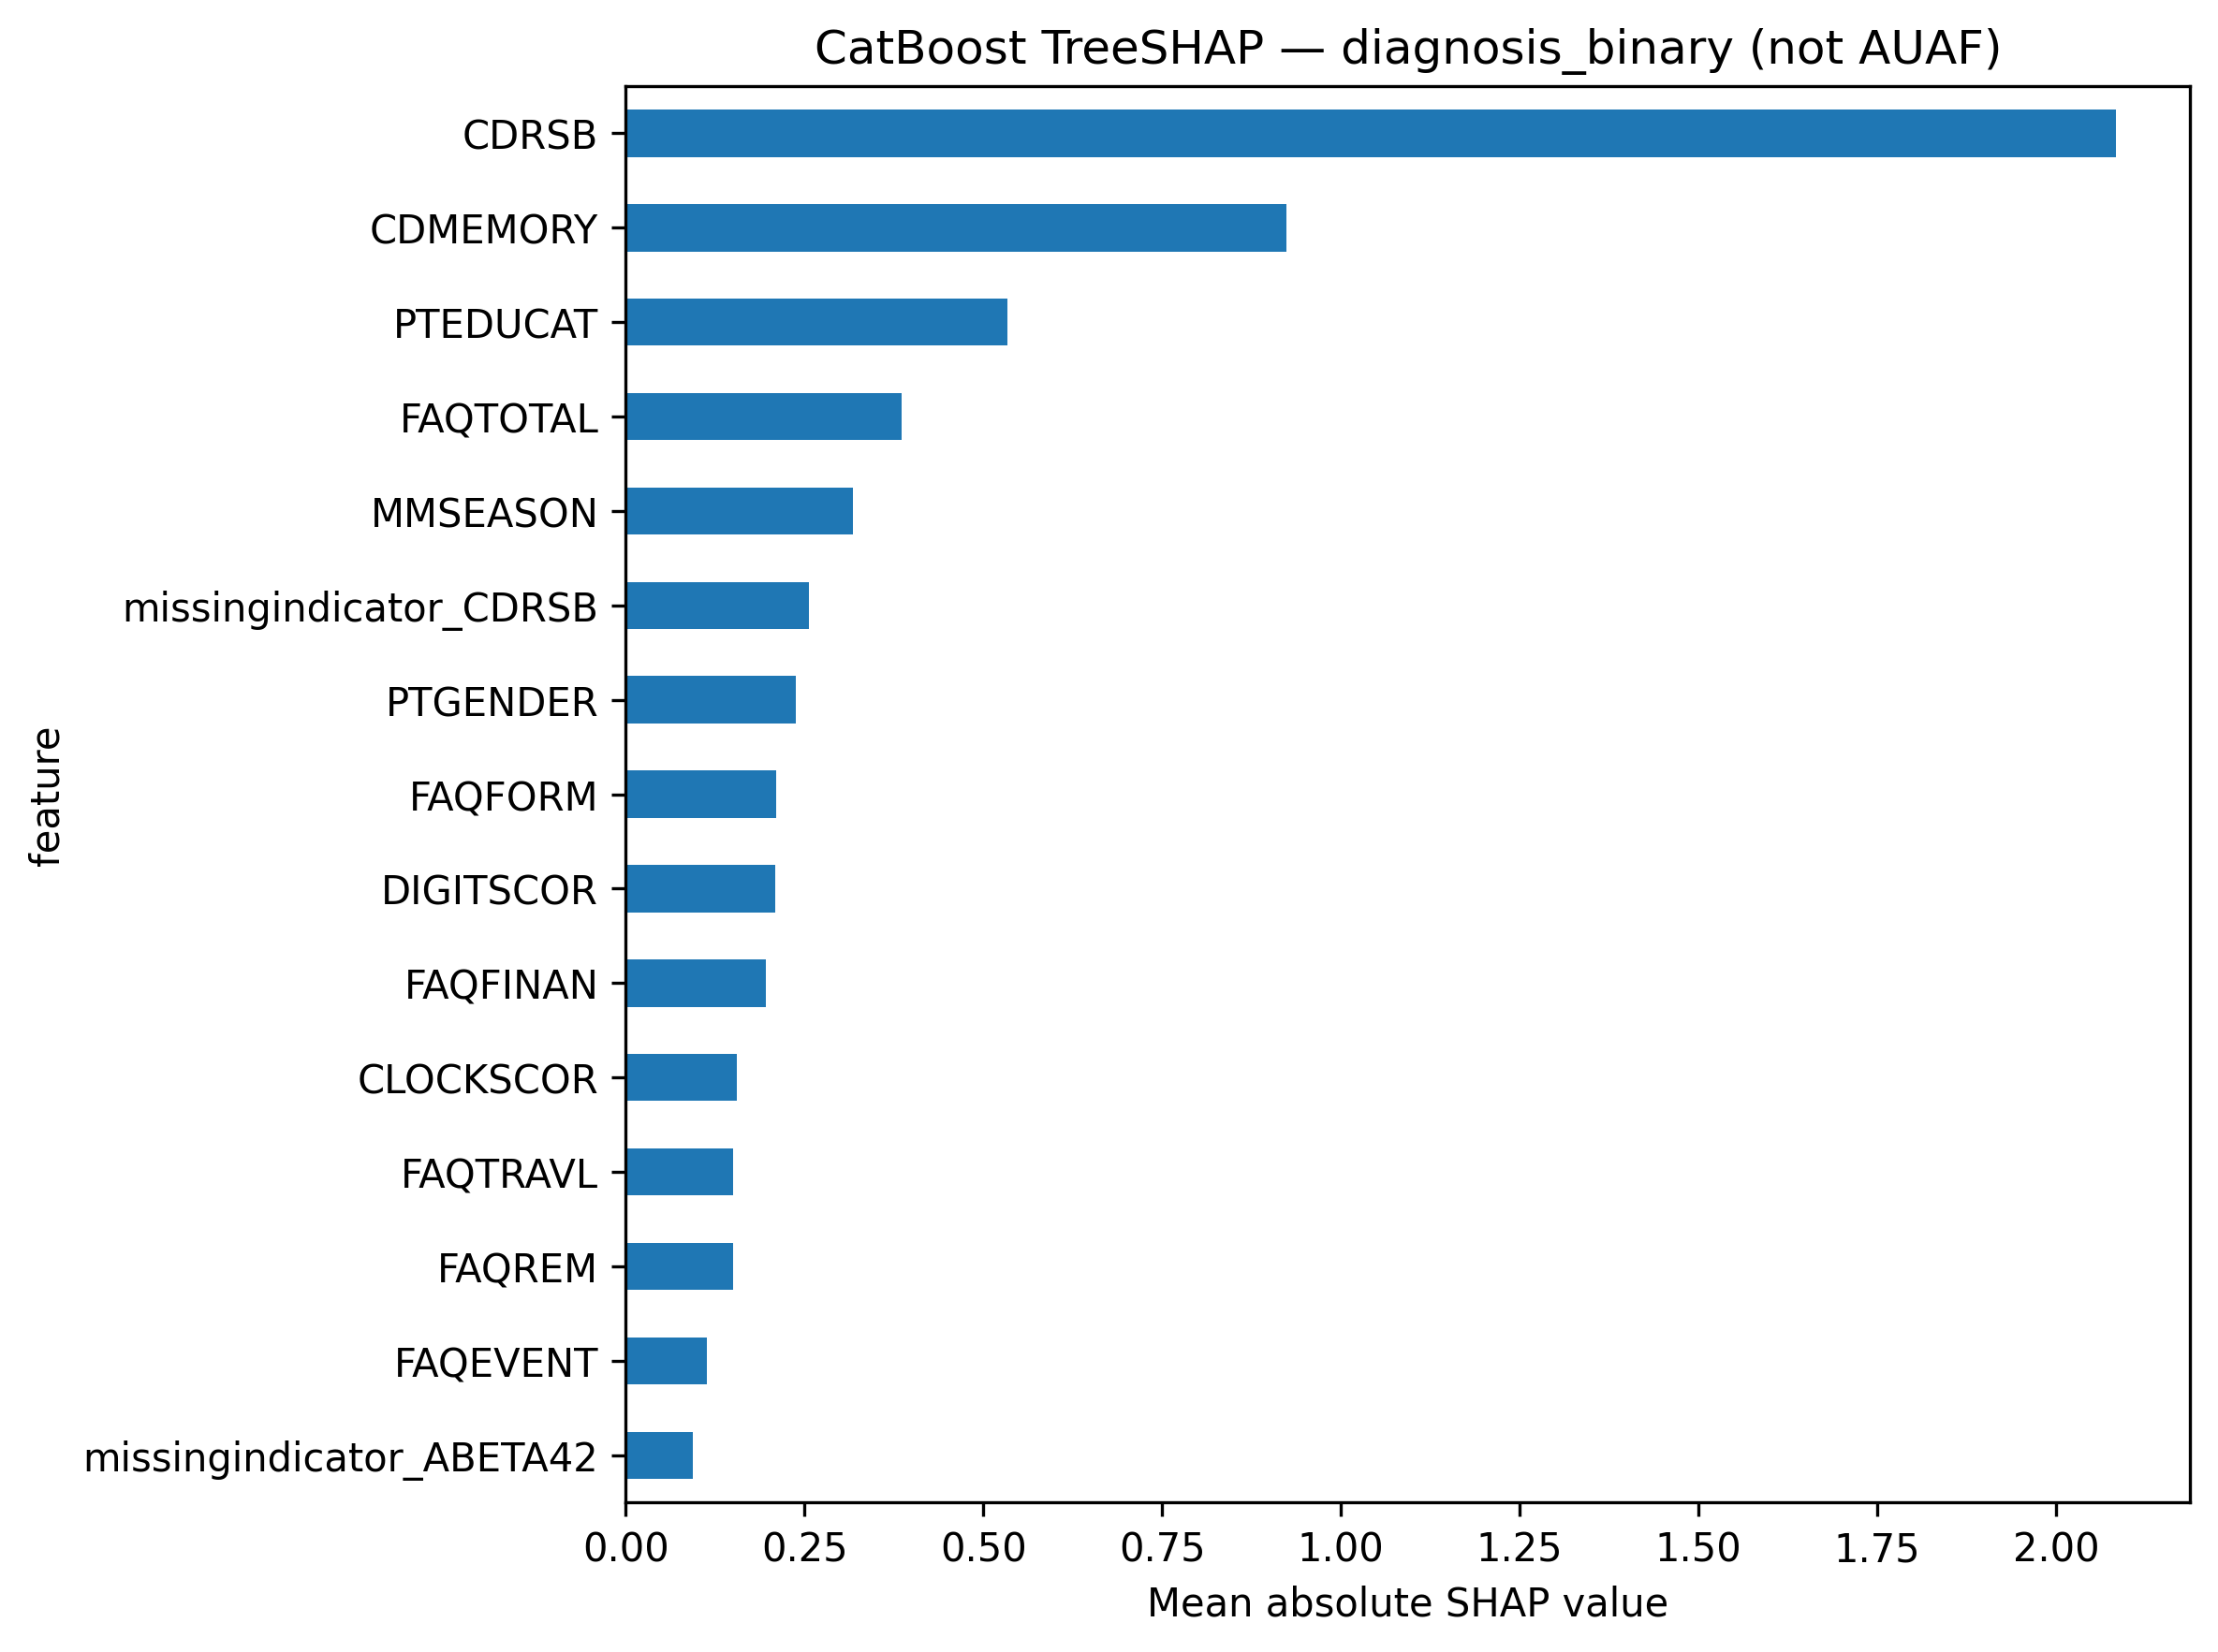 CatBoost TreeSHAP — diagnosis_binary (not AUAF)
feature
CDRSB
CDMEMORY
PTEDUCAT
FAQTOTAL
MMSEASON
missingindicator_CDRSB
PTGENDER
FAQFORM
DIGITSCOR
FAQFINAN
CLOCKSCOR
FAQTRAVL
FAQREM
FAQEVENT
missingindicator_ABETA42
0.00 0.25 0.50 0.75 1.00 1.25 1.50 1.75 2.00
Mean absolute SHAP value